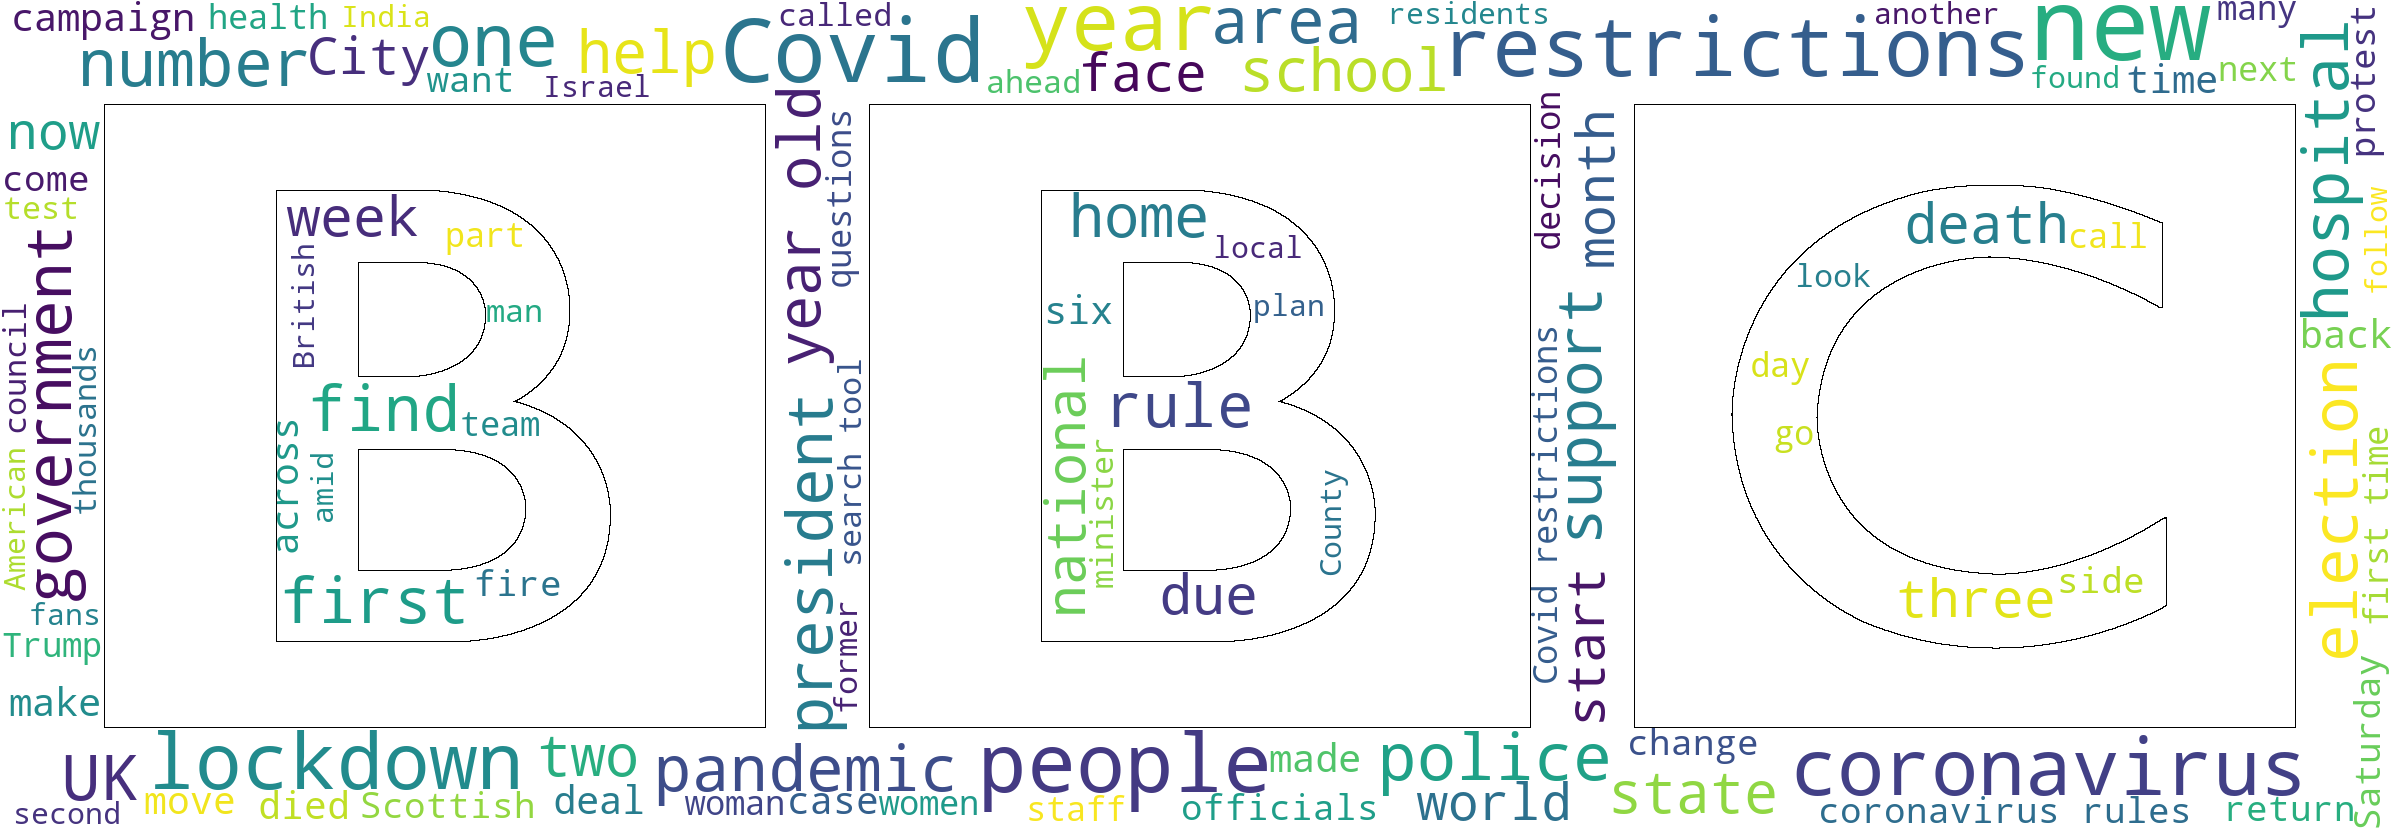 campaign health India
number City one
want Israel
help
called
Covid
year area residents
ahead face school
restrictions another
new many
found time next
now
come
test
government
council
thousands
American
fans
Trump
make
B
week
part
British
man
find team
across
amid
first fire
year old
questions
president
search tool
former
B
home
local
six plan
national
rule
minister
County
due
decision
month
support
Covid restrictions
start
C
death call
look
day
go
three side
hospital
protest
follow
back
election
first time
Saturday
UK lockdown two pandemic people made police change coronavirus
second move died Scottish deal woman case women staff officials world state coronavirus rules return